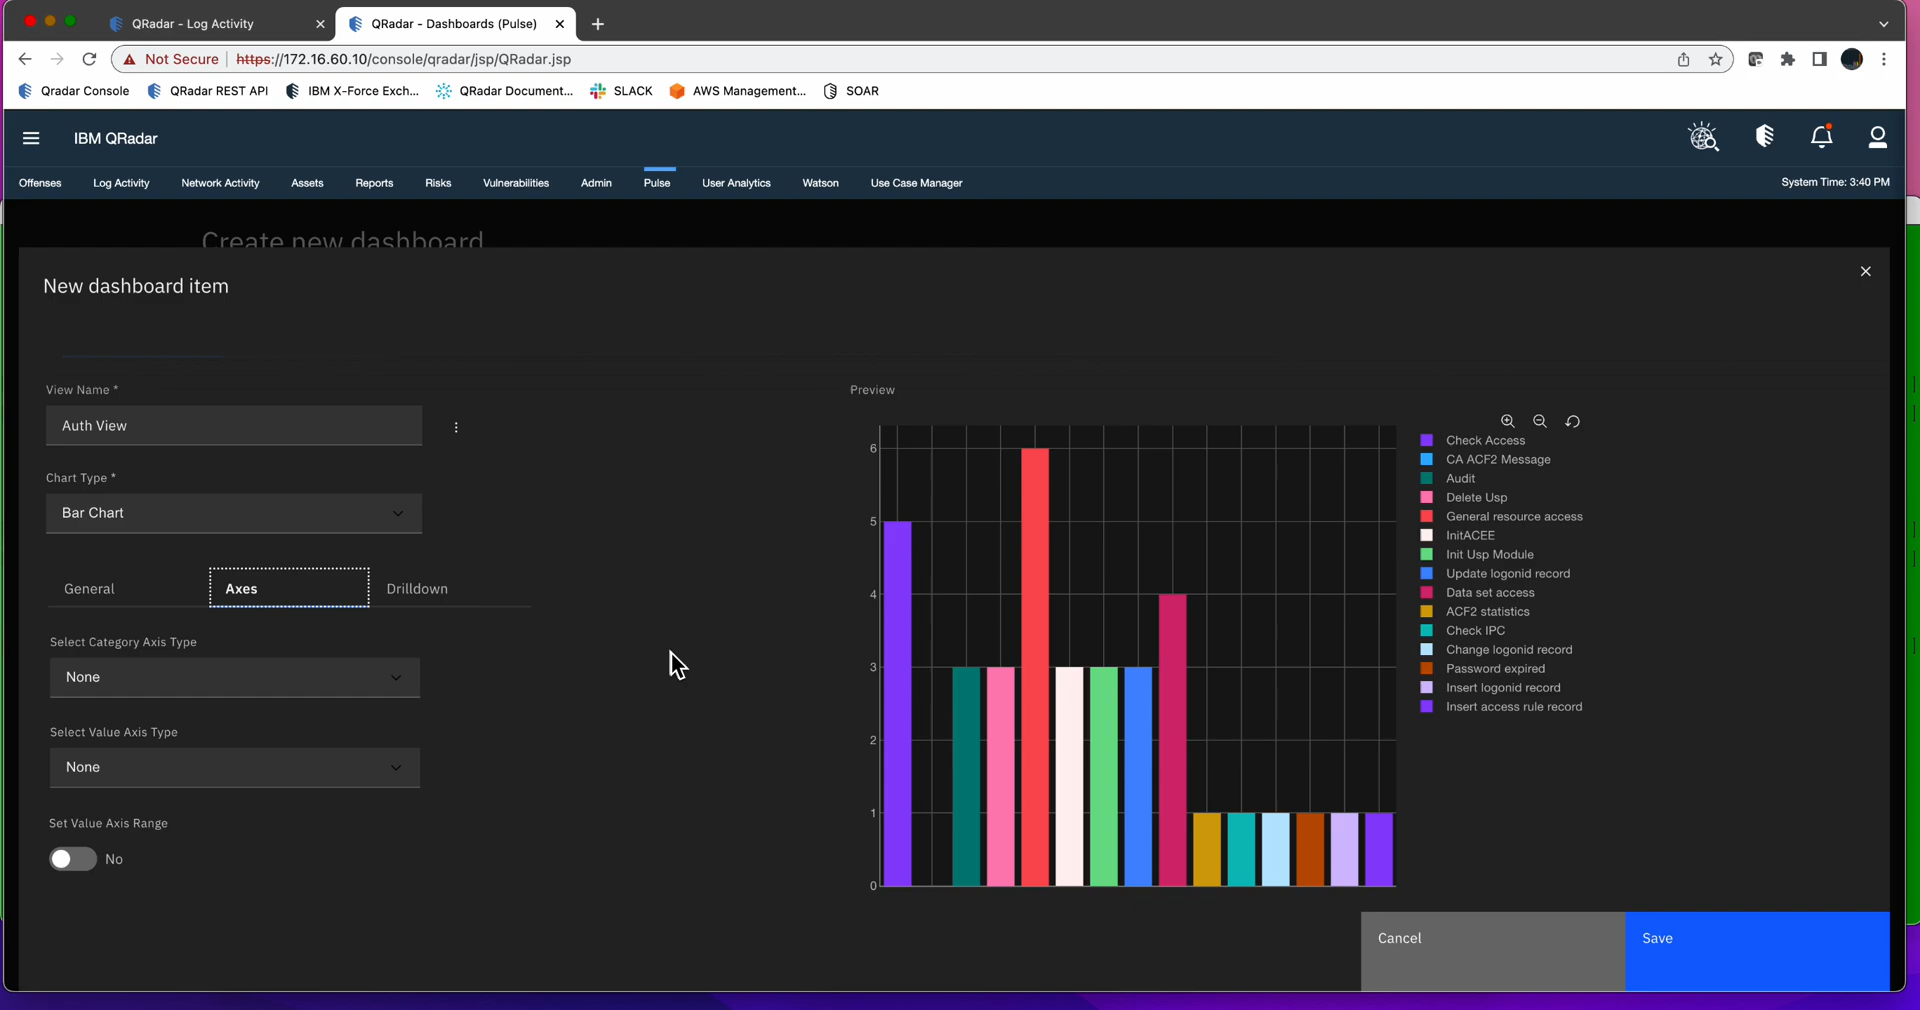 QRadar - Log Activity
QRadar - Dashboards (Pulse)
Not Secure
https://172.16.60.10/console/qradar/jsp/QRadar.jsp
Qradar Console
QRadar REST API
IBM X-Force Exch...
QRadar Document...
SLACK
AWS Management...
SOAR
IBM QRadar
Offenses
Log Activity
Network Activity
Assets
Reports
Risks
Vulnerabilities
Admin
Pulse
User Analytics
Watson
Use Case Manager
System Time: 3:40 PM
Create new dashboard
New dashboard item
View Name *
Auth View
Chart Type *
Bar Chart
General
Axes
Drilldown
Select Category Axis Type
None
Select Value Axis Type
None
Set Value Axis Range
No
Preview
6
5
4
3
2
1
0
Check Access
CA ACF2 Message
Audit
Delete Usp
General resource access
InitACEE
Init Usp Module
Update logonid record
Data set access
ACF2 statistics
Check IPC
Change logonid record
Password expired
Insert logonid record
Insert access rule record
Cancel
Save